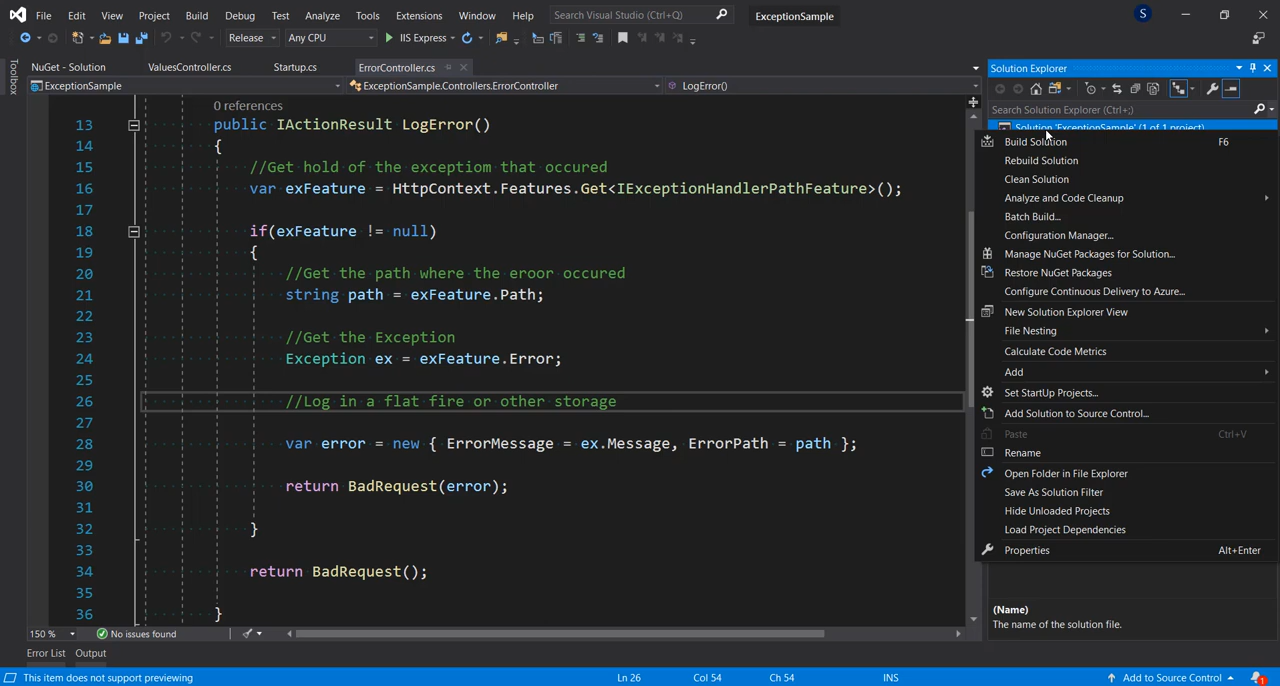 File Edit View Project Build Debug Test Analyze Tools Extensions Window Help Search Visual Studio (Ctrl+Q) ExceptionSample S
Release Any CPU IIS Express
NuGet - Solution ValuesController.cs Startup.cs ErrorController.cs
ExceptionSample ExceptionSample.Controllers.ErrorController LogError()
Toolbox
0 references
13 public IActionResult LogError()
14 {
15 //Get hold of the exceptiom that occured
16 var exFeature = HttpContext.Features.Get<IExceptionHandlerPathFeature>();
17
18 if(exFeature != null)
19 {
20 //Get the path where the eroor occured
21 string path = exFeature.Path;
22
23 //Get the Exception
24 Exception ex = exFeature.Error;
25
26 //Log in a flat fire or other storage
27
28 var error = new { ErrorMessage = ex.Message, ErrorPath = path };
29
30 return BadRequest(error);
31
32 }
33
34 return BadRequest();
35
36 }
150 % No issues found
Error List Output
Solution Explorer
Search Solution Explorer (Ctrl+;)
Solution 'ExceptionSample' (1 of 1 project)
Build Solution F6
Rebuild Solution
Clean Solution
Analyze and Code Cleanup
Batch Build...
Configuration Manager...
Manage NuGet Packages for Solution...
Restore NuGet Packages
Configure Continuous Delivery to Azure...
New Solution Explorer View
File Nesting
Calculate Code Metrics
Add
Set StartUp Projects...
Add Solution to Source Control...
Paste Ctrl+V
Rename
Open Folder in File Explorer
Save As Solution Filter
Hide Unloaded Projects
Load Project Dependencies
Properties Alt+Enter
(Name)
The name of the solution file.
This item does not support previewing Ln 26 Col 54 Ch 54 INS Add to Source Control 1